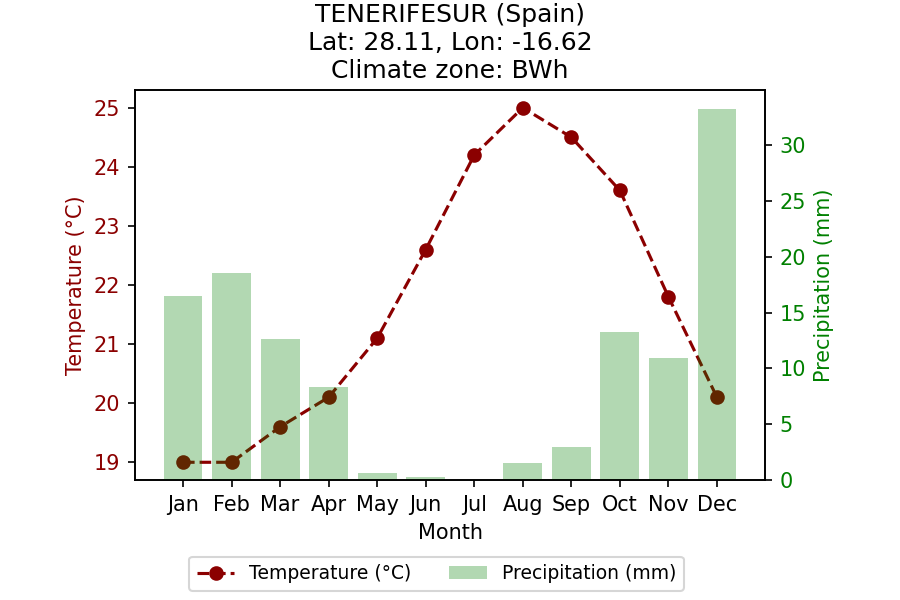 TENERIFESUR (Spain)
Lat: 28.11, Lon: -16.62
Climate zone: BWh
25
24
23
22
21
20
19
Temperature (°C)
30
25
20
15
10
5
0
Precipitation (mm)
Jan Feb Mar Apr May Jun Jul Aug Sep Oct Nov Dec
Month
Temperature (°C) Precipitation (mm)